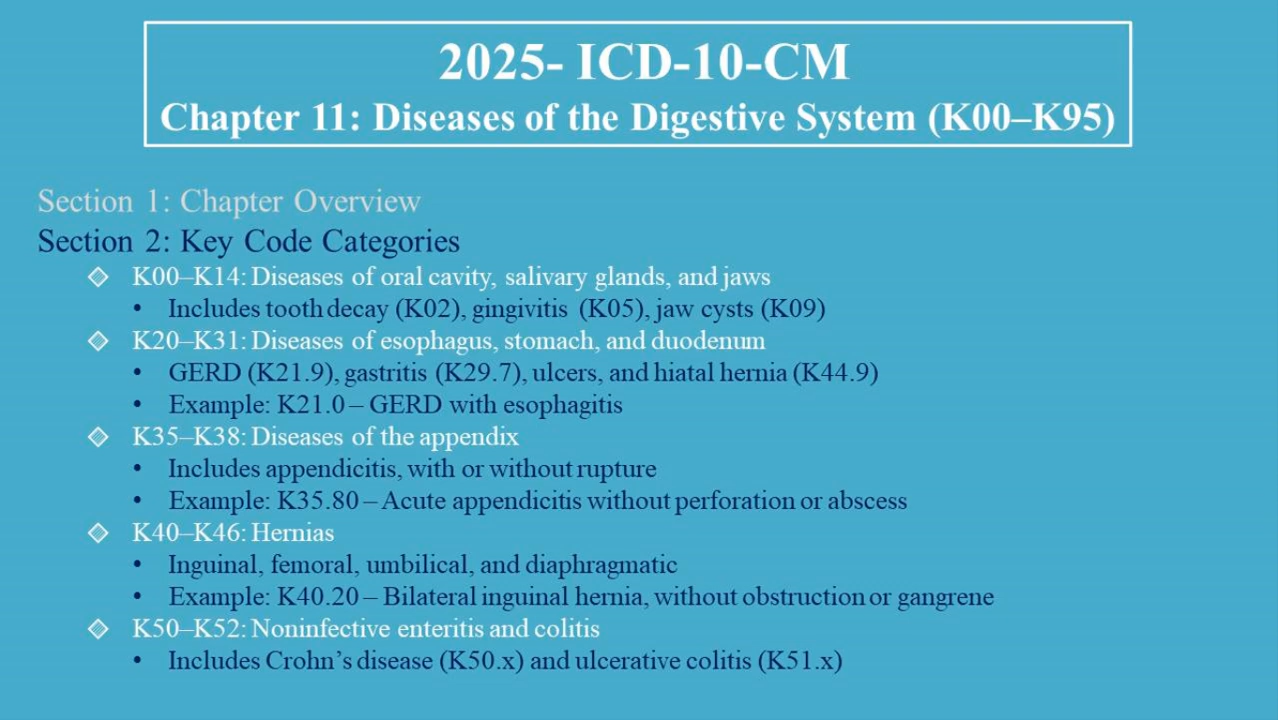 2025- ICD-10-CM
Chapter 11: Diseases of the Digestive System (K00–K95)
Section 1: Chapter Overview
Section 2: Key Code Categories
K00–K14: Diseases of oral cavity, salivary glands, and jaws
• Includes tooth decay (K02), gingivitis (K05), jaw cysts (K09)
K20–K31: Diseases of esophagus, stomach, and duodenum
• GERD (K21.9), gastritis (K29.7), ulcers, and hiatal hernia (K44.9)
• Example: K21.0 – GERD with esophagitis
K35–K38: Diseases of the appendix
• Includes appendicitis, with or without rupture
• Example: K35.80 – Acute appendicitis without perforation or abscess
K40–K46: Hernias
• Inguinal, femoral, umbilical, and diaphragmatic
• Example: K40.20 – Bilateral inguinal hernia, without obstruction or gangrene
K50–K52: Noninfective enteritis and colitis
• Includes Crohn’s disease (K50.x) and ulcerative colitis (K51.x)